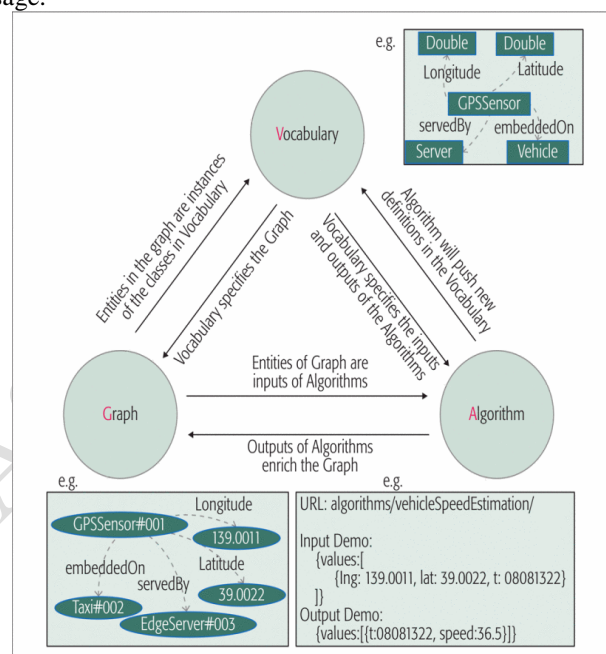 sage.
e.g.
Double
Double
Longitude
Latitude
GPSSensor
servedBy
embeddedOn
Server
Vehicle
Vocabulary
Entities in the graph are instances
of the classes in Vocabulary
Vocabulary specifies the Graph
Vocabulary specifies the inputs
and outputs of the Algorithms
Algorithm will push new
definitions in the Vocabulary
Graph
Entities of Graph are
inputs of Algorithms
Algorithm
Outputs of Algorithms
enrich the Graph
e.g.
Longitude
GPSSensor#001
139.0011
embeddedOn
Latitude
servedBy
39.0022
Taxi#002
EdgeServer#003
e.g.
URL: algorithms/vehicleSpeedEstimation/
Input Demo:
{values:[
{lng: 139.0011, lat: 39.0022, t: 08081322}
]}
Output Demo:
{values:[{t:08081322, speed:36.5}]}